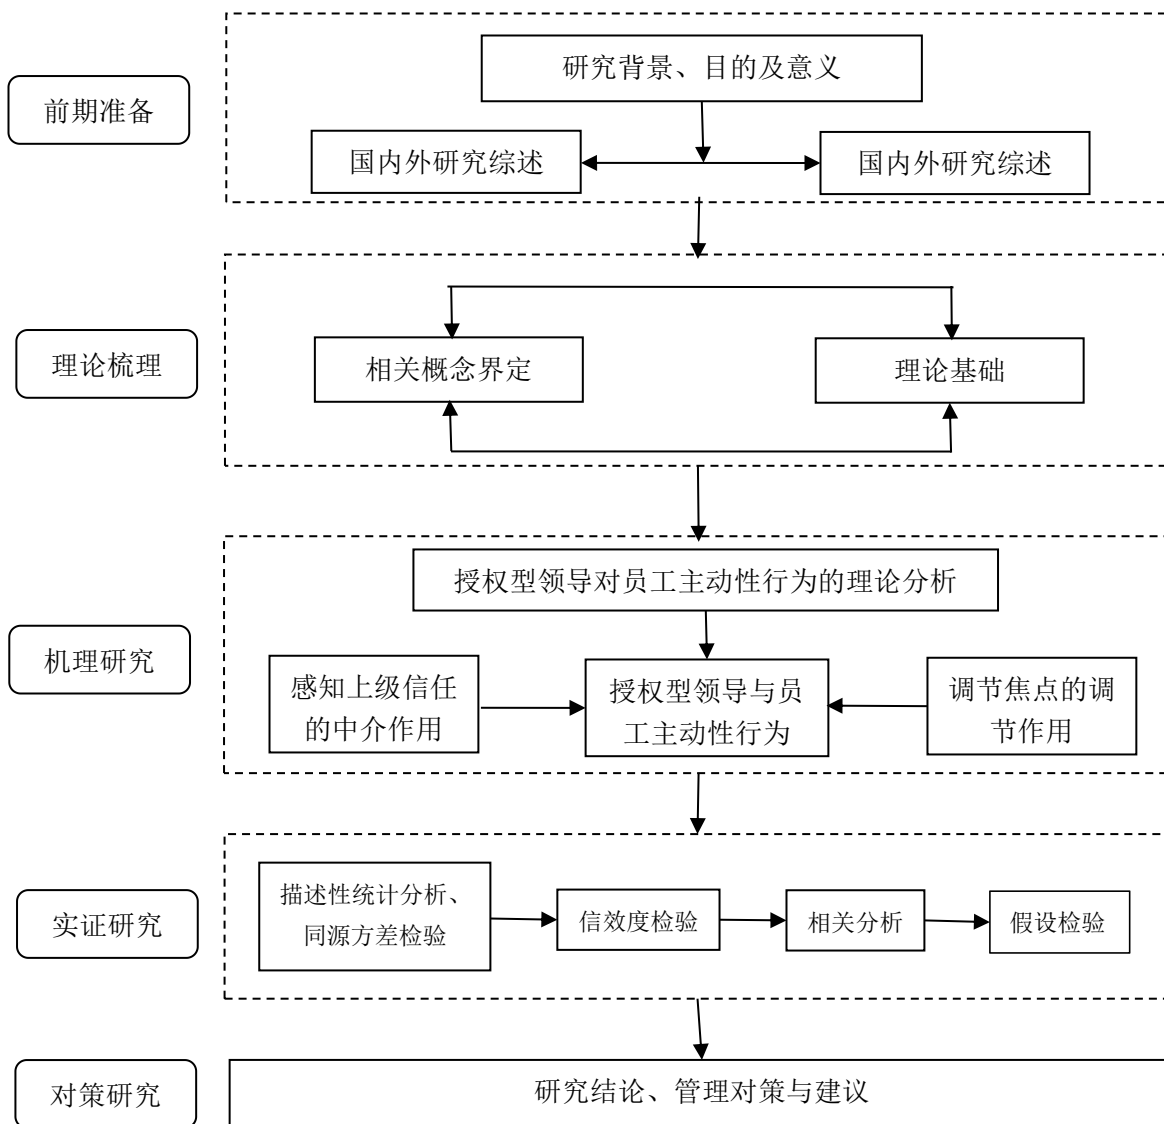 研究背景、目的及意义
前期准备
国内外研究综述
国内外研究综述
理论梳理
相关概念界定
理论基础
授权型领导对员工主动性行为的理论分析
机理研究
感知上级信任
的中介作用
授权型领导与员
工主动性行为
调节焦点的调
节作用
实证研究
描述性统计分析、
同源方差检验
信效度检验
相关分析
假设检验
对策研究
研究结论、管理对策与建议